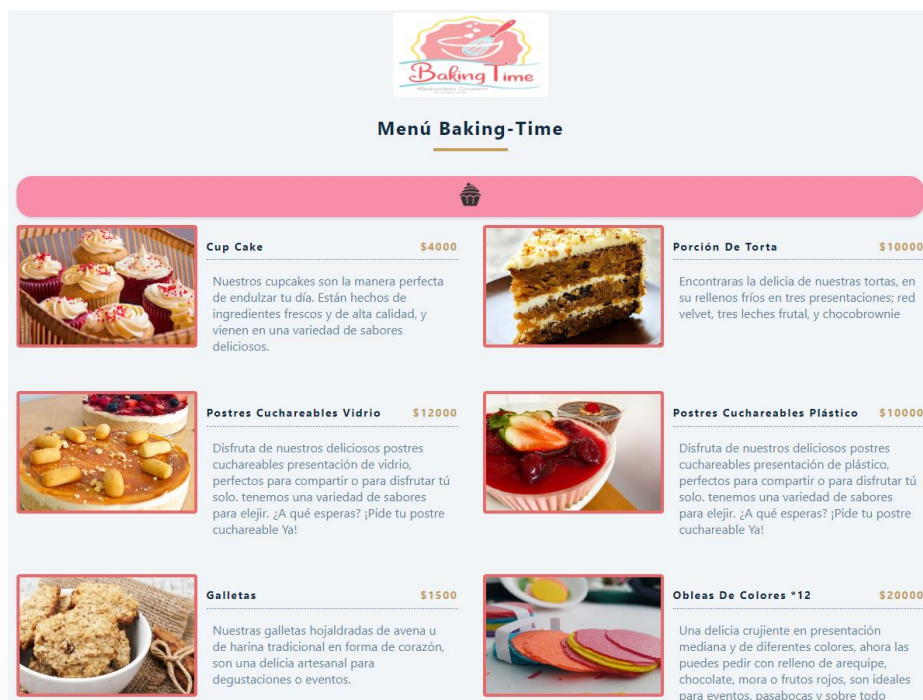 Baking Time
Menú Baking-Time
Cup Cake $4000
Nuestros cupcakes son la manera perfecta
de endulzar tu día. Están hechos de
ingredientes frescos y de alta calidad, y
vienen en una variedad de sabores
deliciosos.
Porción De Torta $10000
Encontraras la delicia de nuestras tortas, en
su rellenos fríos en tres presentaciones; red
velvet, tres leches frutal, y chocobrownie
Postres Cuchareables Vidrio $12000
Disfruta de nuestros deliciosos postres
cuchareables presentación de vidrio,
perfectos para compartir o para disfrutar tú
solo. tenemos una variedad de sabores
para elejir. ¿A qué esperas? ¡Pide tu postre
cuchareable Ya!
Postres Cuchareables Plástico $10000
Disfruta de nuestros deliciosos postres
cuchareables presentación de plástico,
perfectos para compartir o para disfrutar tú
solo. tenemos una variedad de sabores
para elejir. ¿A qué esperas? ¡Pide tu postre
cuchareable Ya!
Galletas $1500
Nuestras galletas hojaldradas de avena u
de harina tradicional en forma de corazón,
son una delicia artesanal para
degustaciones o eventos.
Obleas De Colores *12 $20000
Una delicia crujiente en presentación
mediana y de diferentes colores, ahora las
puedes pedir con relleno de arequipe,
chocolate, mora o frutos rojos, son ideales
para eventos, pasabocas y sobre todo